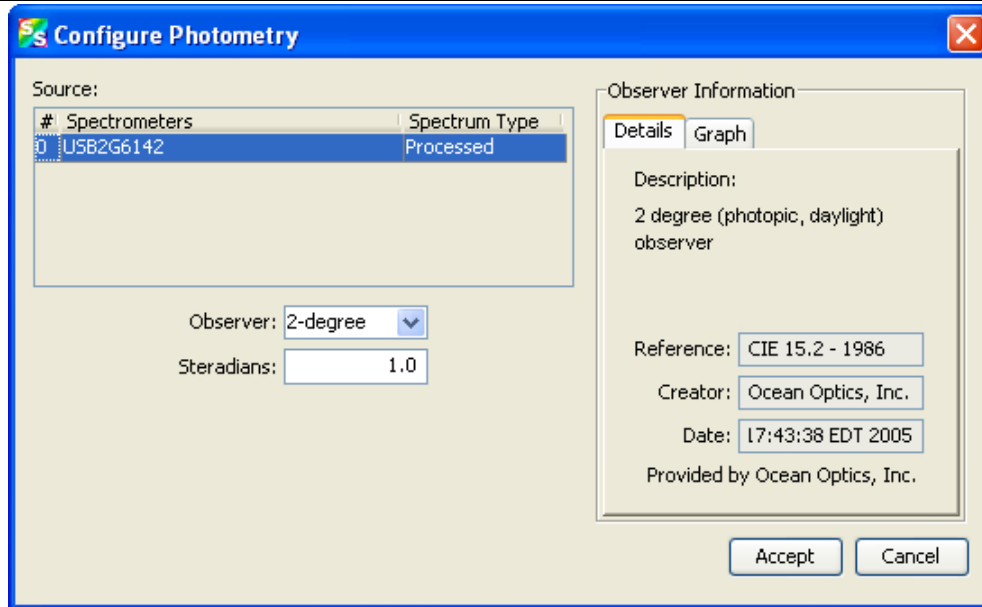 Configure Photometry
Source:
# Spectrometers Spectrum Type
0 USB2G6142 Processed
Observer: 2-degree
Steradians: 1.0
Observer Information
Details Graph
Description:
2 degree (photopic, daylight)
observer
Reference: CIE 15.2 - 1986
Creator: Ocean Optics, Inc.
Date: 17:43:38 EDT 2005
Provided by Ocean Optics, Inc.
Accept Cancel